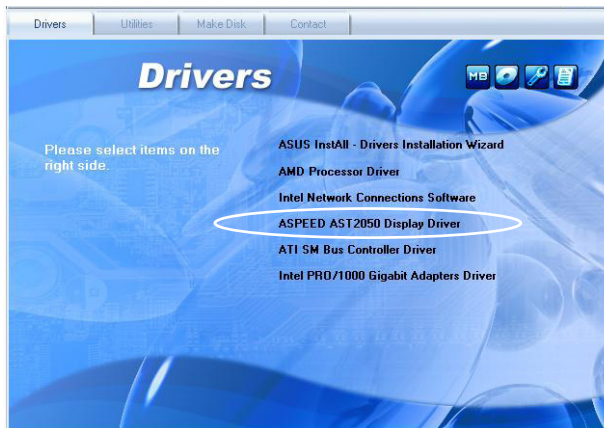 Drivers
Utilities
Make Disk
Contact
Drivers
MB
Please select items on the
right side.
ASUS InstAll - Drivers Installation Wizard
AMD Processor Driver
Intel Network Connections Software
ASPEED AST2050 Display Driver
ATI SM Bus Controller Driver
Intel PRO/1000 Gigabit Adapters Driver